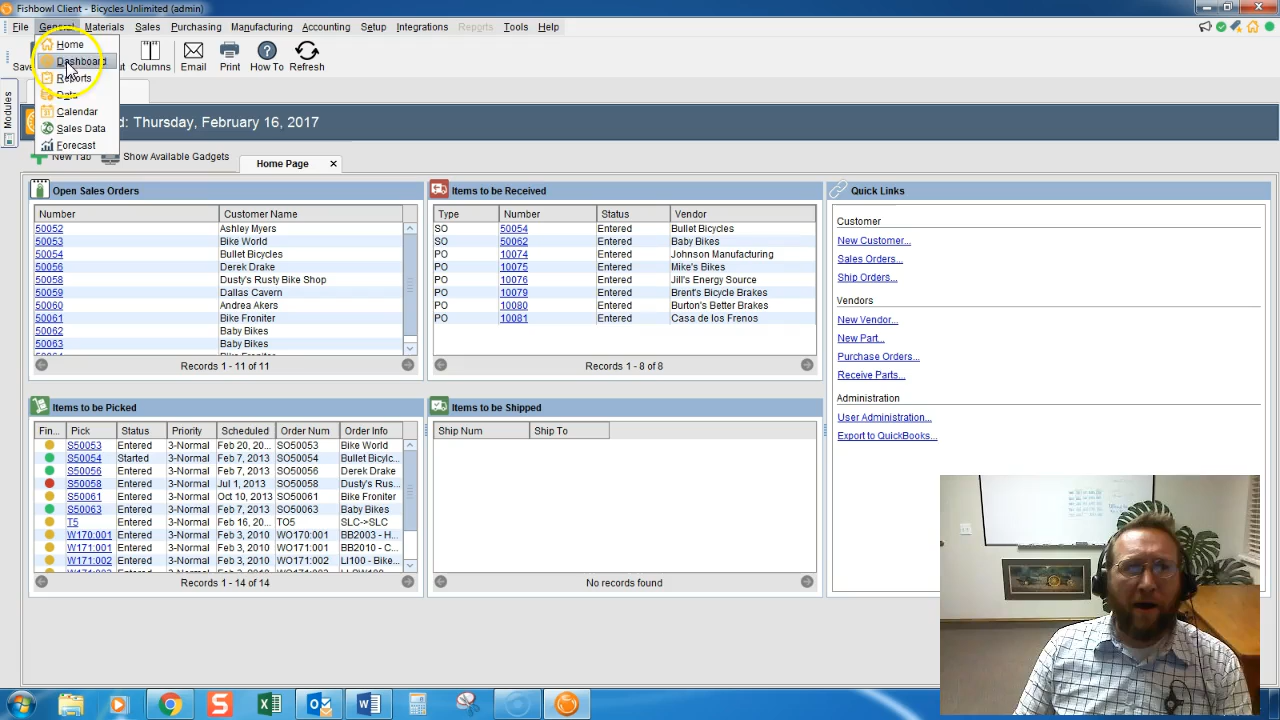 Fishbowl Client - Bicycles Unlimited (admin)
File General Materials Sales Purchasing Manufacturing Accounting Setup Integrations Reports Tools Help
Home
Dashboard
Reports
Data
Calendar
Sales Data
Forecast
Columns Email Print How To Refresh
Modules
d: Thursday, February 16, 2017
New Tab Show Available Gadgets Home Page
Open Sales Orders
Number Customer Name
50052 Ashley Myers
50053 Bike World
50054 Bullet Bicycles
50056 Derek Drake
50058 Dusty's Rusty Bike Shop
50059 Dallas Cavern
50060 Andrea Akers
50061 Bike Froniter
50062 Baby Bikes
50063 Baby Bikes
Records 1 - 11 of 11
Items to be Received
Type Number Status Vendor
SO 50054 Entered Bullet Bicycles
SO 50062 Entered Baby Bikes
PO 10074 Entered Johnson Manufacturing
PO 10075 Entered Mike's Bikes
PO 10076 Entered Jill's Energy Source
PO 10079 Entered Brent's Bicycle Brakes
PO 10080 Entered Burton's Better Brakes
PO 10081 Entered Casa de los Frenos
Records 1 - 8 of 8
Quick Links
Customer
New Customer...
Sales Orders...
Ship Orders...
Vendors
New Vendor...
New Part...
Purchase Orders...
Receive Parts...
Administration
User Administration...
Export to QuickBooks...
Items to be Picked
Fin... Pick Status Priority Scheduled Order Num Order Info
S50053 Entered 3-Normal Feb 20, 20... SO50053 Bike World
S50054 Started 3-Normal Feb 7, 2013 SO50054 Bullet Bicylc...
S50056 Entered 3-Normal Feb 7, 2013 SO50056 Derek Drake
S50058 Entered 3-Normal Jul 1, 2013 SO50058 Dusty's Rus...
S50061 Entered 3-Normal Oct 10, 2013 SO50061 Bike Froniter
S50063 Entered 3-Normal Feb 7, 2013 SO50063 Baby Bikes
T5 Entered 3-Normal Feb 16, 20... TO5 SLC->SLC
W170:001 Entered 3-Normal Feb 3, 2010 WO170:001 BB2003 - H...
W171:001 Entered 3-Normal Feb 3, 2010 WO171:001 BB2010 - C...
W171:002 Entered 3-Normal Feb 3, 2010 WO171:002 LI100 - Bike...
Records 1 - 14 of 14
Items to be Shipped
Ship Num Ship To
No records found